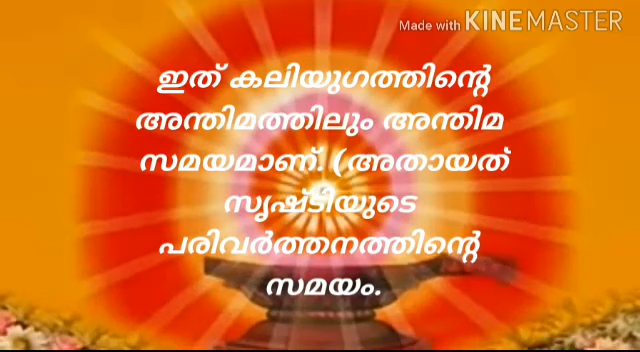 Made with KINEMASTER
ഇത് കലിയുഗത്തിന്റെ
അന്തിമത്തിലും അന്തിമ
സമയമാണ്. (അതായത്
സൃഷ്ടിയുടെ
പരിവർത്തനത്തിന്റെ
സമയം.